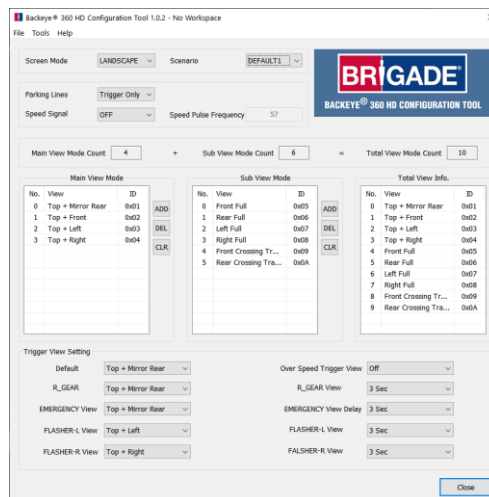 Backeye® 360 HD Configuration Tool 1.0.2 - No Workspace
File Tools Help
Screen Mode LANDSCAPE Scenario DEFAULT1
BRiGADE
BACKEYE® 360 HD CONFIGURATION TOOL
Parking Lines Trigger Only
Speed Signal OFF Speed Pulse Frequency 57
Main View Mode Count 4 + Sub View Mode Count 6 = Total View Mode Count 10
Main View Mode Sub View Mode Total View Info.
No. View ID No. View ID No. View ID
0 Top + Mirror Rear 0x01 ADD 0 Front Full 0x05 ADD 0 Top + Mirror Rear 0x01
1 Top + Front 0x02 1 Rear Full 0x06 1 Top + Front 0x02
2 Top + Left 0x03 DEL 2 Left Full 0x07 DEL 2 Top + Left 0x03
3 Top + Right 0x04 CLR 3 Right Full 0x08 CLR 3 Top + Right 0x04
4 Front Crossing Tr... 0x09 4 Front Full 0x05
5 Rear Crossing Tra... 0x0A 5 Rear Full 0x06
6 Left Full 0x07
7 Right Full 0x08
8 Front Crossing Tr... 0x09
9 Rear Crossing Tra... 0x0A
Trigger View Setting
Default Top + Mirror Rear Over Speed Trigger View Off
R_GEAR Top + Mirror Rear R_GEAR View 3 Sec
EMERGENCY View Top + Mirror Rear EMERGENCY View Delay 3 Sec
FLASHER-L View Top + Left FLASHER-L View 3 Sec
FLASHER-R View Top + Right FALSHER-R View 3 Sec
Close